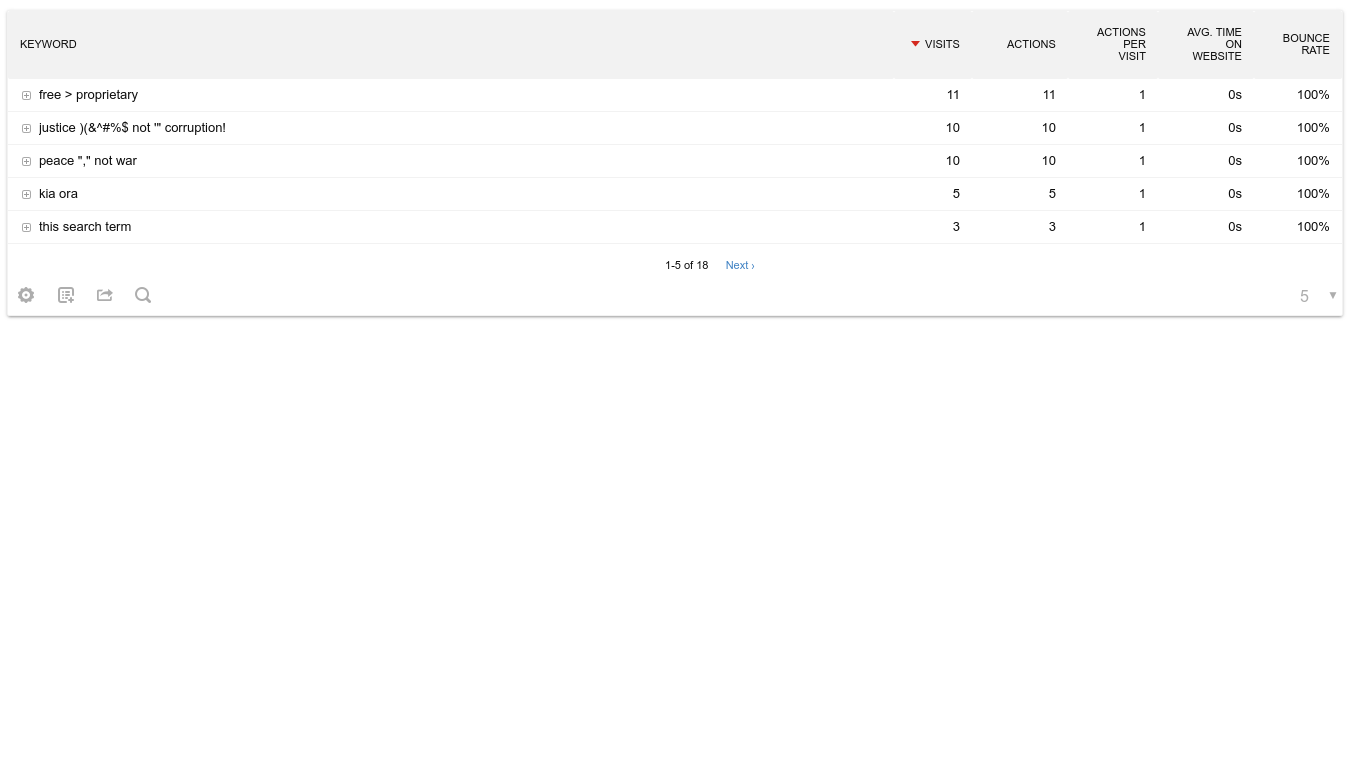 KEYWORD VISITS ACTIONS ACTIONS PER VISIT AVG. TIME ON WEBSITE BOUNCE RATE
free > proprietary 11 11 1 0s 100%
justice )(&^#%$ not '" corruption! 10 10 1 0s 100%
peace "," not war 10 10 1 0s 100%
kia ora 5 5 1 0s 100%
this search term 3 3 1 0s 100%
1-5 of 18 Next ›
5